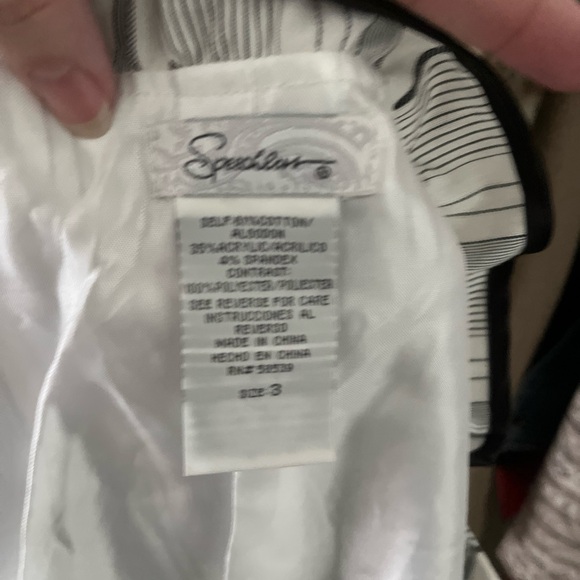 Speechless
SELF-61%COTTON/
ALGODON
35%ACRYLIC/ACRILICO
4% SPANDEX
CONTRAST:
100%POLYESTER/POLIESTER
SEE REVERSE FOR CARE
INSTRUCCIONES AL
REVERSO
MADE IN CHINA
HECHO EN CHINA
SIZE: 3